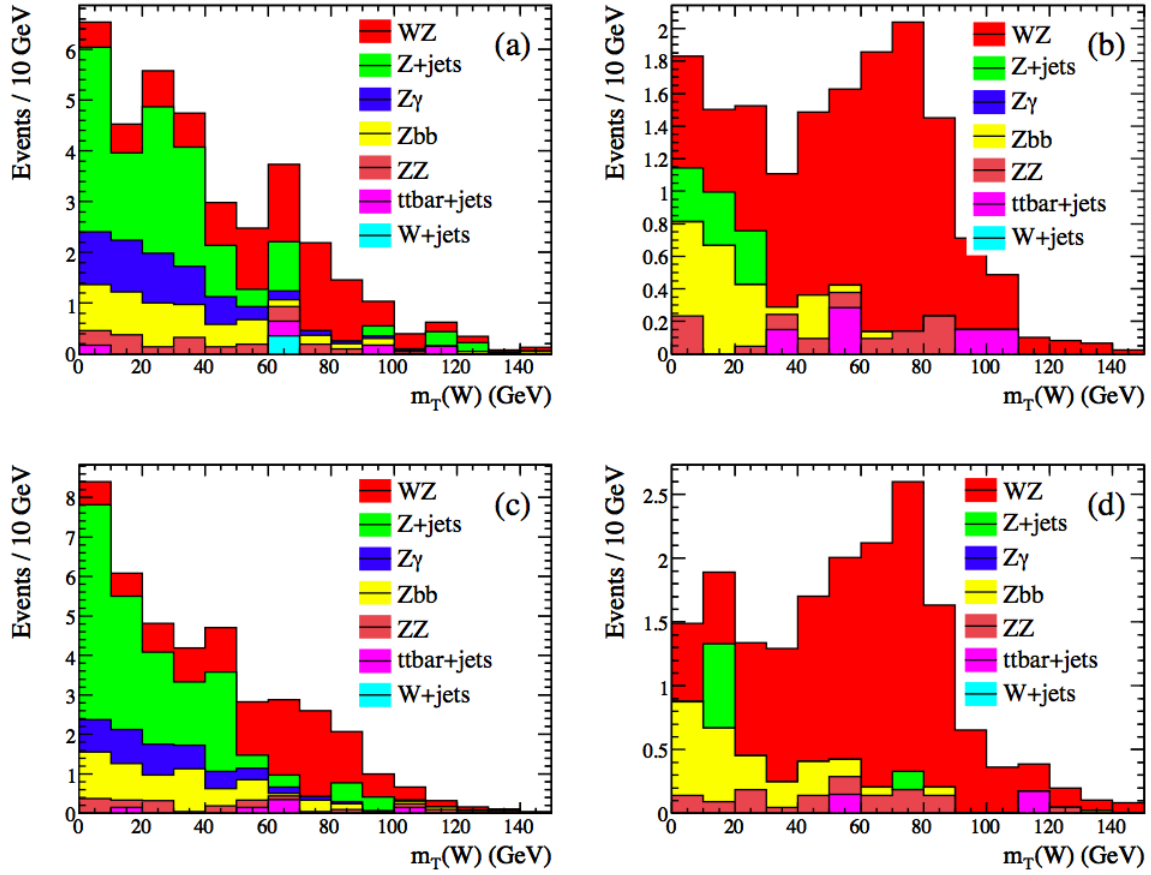 Events / 10 GeV
(a)
WZ
Z+jets
Zγ
Zbb
ZZ
ttbar+jets
W+jets
6
5
4
3
2
1
0
0 20 40 60 80 100 120 140
m_T(W) (GeV)
Events / 10 GeV
(b)
WZ
Z+jets
Zγ
Zbb
ZZ
ttbar+jets
W+jets
2
1.8
1.6
1.4
1.2
1
0.8
0.6
0.4
0.2
0
0 20 40 60 80 100 120 140
m_T(W) (GeV)
Events / 10 GeV
(c)
WZ
Z+jets
Zγ
Zbb
ZZ
ttbar+jets
W+jets
8
7
6
5
4
3
2
1
0
0 20 40 60 80 100 120 140
m_T(W) (GeV)
Events / 10 GeV
(d)
WZ
Z+jets
Zγ
Zbb
ZZ
ttbar+jets
W+jets
2.5
2
1.5
1
0.5
0
0 20 40 60 80 100 120 140
m_T(W) (GeV)